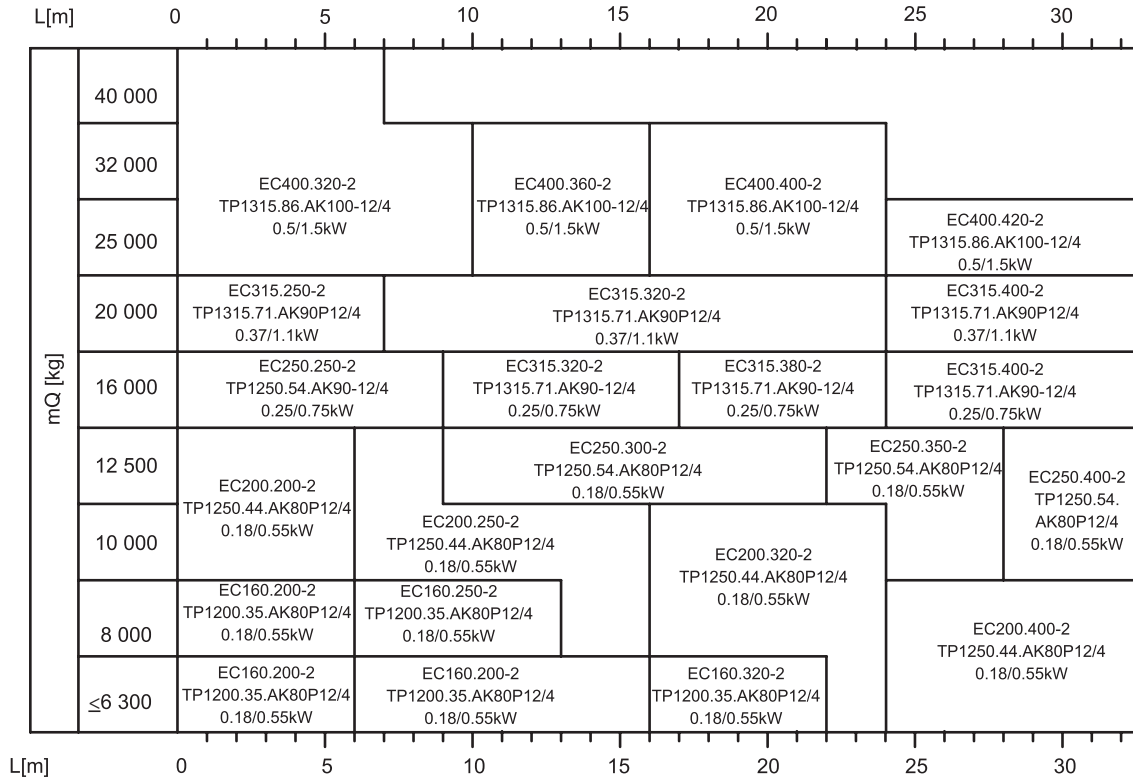 L[m] 0 5 10 15 20 25 30
40 000
32 000
EC400.320-2
TP1315.86.AK100-12/4
0.5/1.5kW
EC400.360-2
TP1315.86.AK100-12/4
0.5/1.5kW
EC400.400-2
TP1315.86.AK100-12/4
0.5/1.5kW
25 000
EC400.420-2
TP1315.86.AK100-12/4
0.5/1.5kW
20 000
EC315.250-2
TP1315.71.AK90P12/4
0.37/1.1kW
EC315.320-2
TP1315.71.AK90P12/4
0.37/1.1kW
EC315.400-2
TP1315.71.AK90P12/4
0.37/1.1kW
mQ [kg]
16 000
EC250.250-2
TP1250.54.AK90-12/4
0.25/0.75kW
EC315.320-2
TP1315.71.AK90-12/4
0.25/0.75kW
EC315.380-2
TP1315.71.AK90-12/4
0.25/0.75kW
EC315.400-2
TP1315.71.AK90-12/4
0.25/0.75kW
12 500
EC200.200-2
TP1250.44.AK80P12/4
0.18/0.55kW
EC250.300-2
TP1250.54.AK80P12/4
0.18/0.55kW
EC250.350-2
TP1250.54.AK80P12/4
0.18/0.55kW
EC250.400-2
TP1250.54.
AK80P12/4
0.18/0.55kW
10 000
EC200.250-2
TP1250.44.AK80P12/4
0.18/0.55kW
EC200.320-2
TP1250.44.AK80P12/4
0.18/0.55kW
8 000
EC160.200-2
TP1200.35.AK80P12/4
0.18/0.55kW
EC160.250-2
TP1200.35.AK80P12/4
0.18/0.55kW
EC200.400-2
TP1250.44.AK80P12/4
0.18/0.55kW
≤6 300
EC160.200-2
TP1200.35.AK80P12/4
0.18/0.55kW
EC160.200-2
TP1200.35.AK80P12/4
0.18/0.55kW
EC160.320-2
TP1200.35.AK80P12/4
0.18/0.55kW
L[m] 0 5 10 15 20 25 30